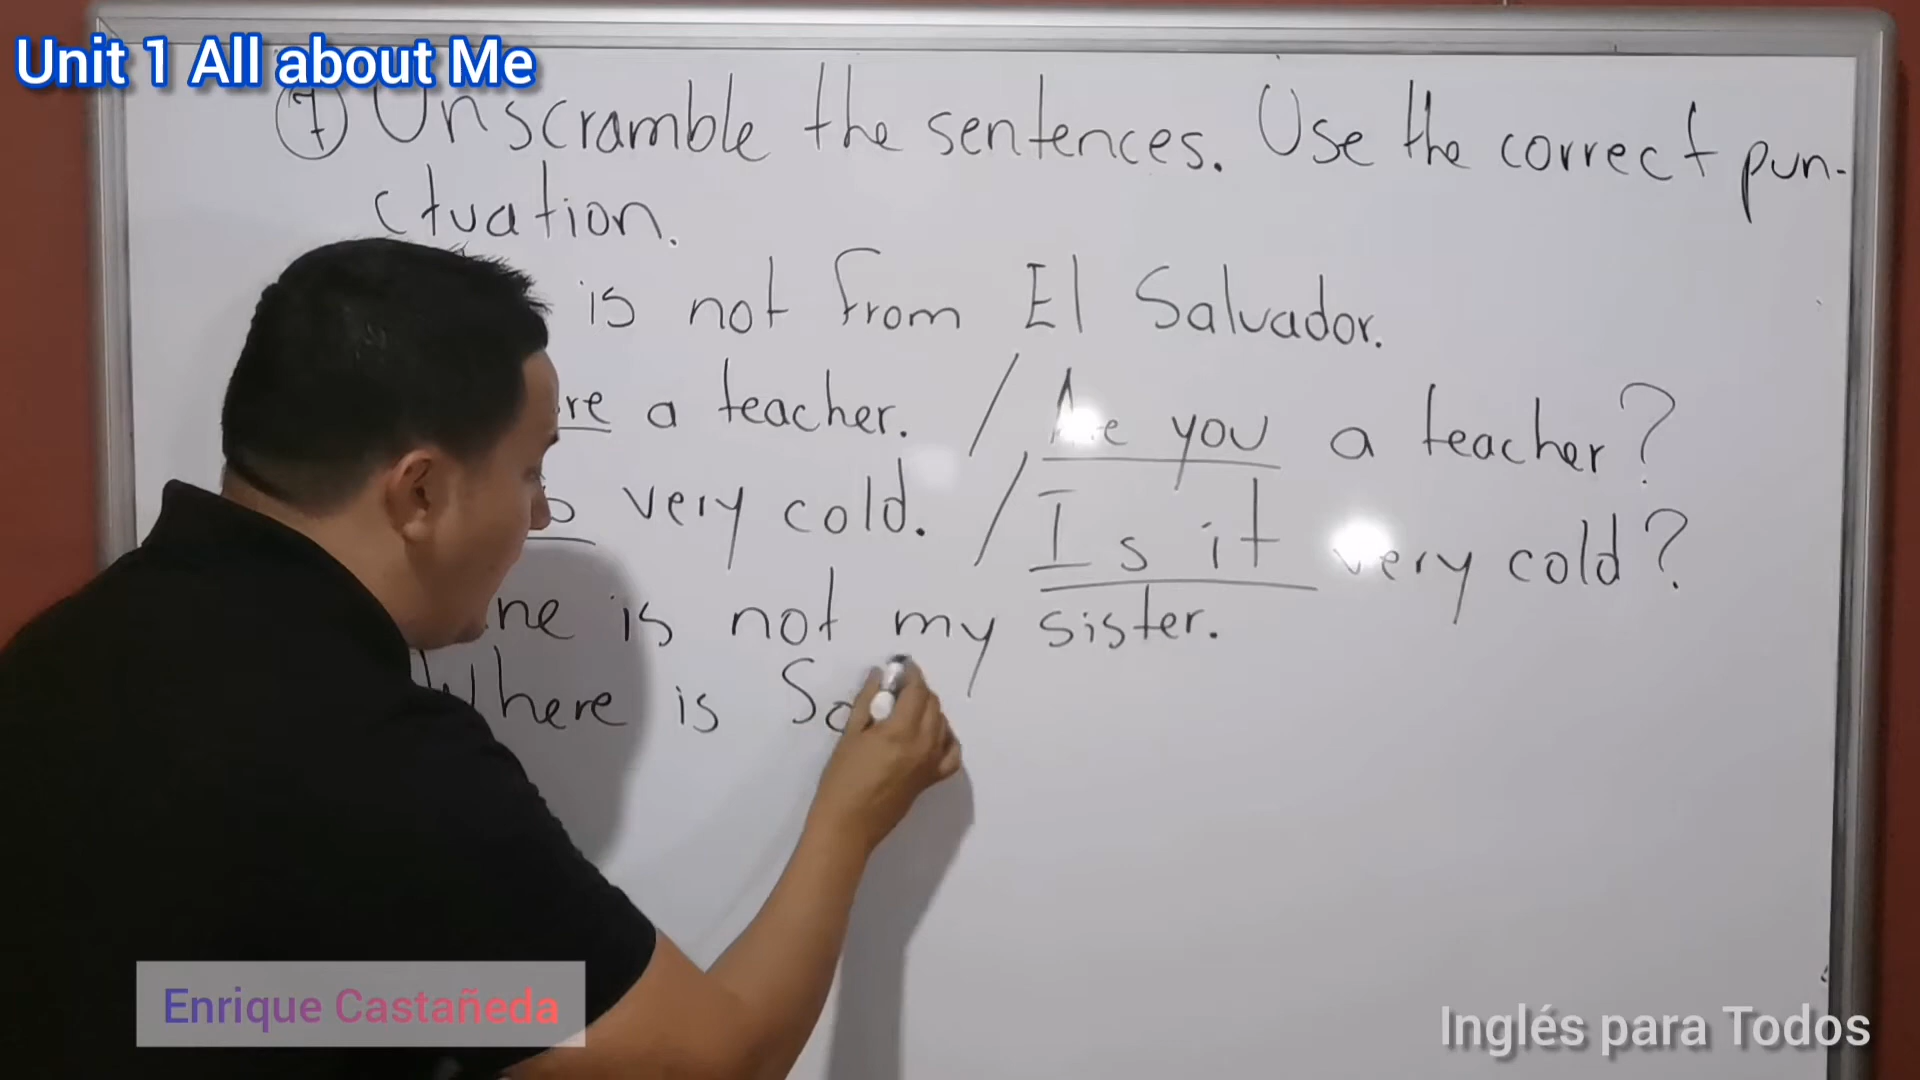 Unit 1 All about Me
7 Unscramble the sentences. Use the correct pun-
ctuation.
is not from El Salvador.
re a teacher. / Are you a teacher?
very cold. / Is it very cold?
ne is not my sister.
Where is So
Enrique Castañeda
Inglés para Todos